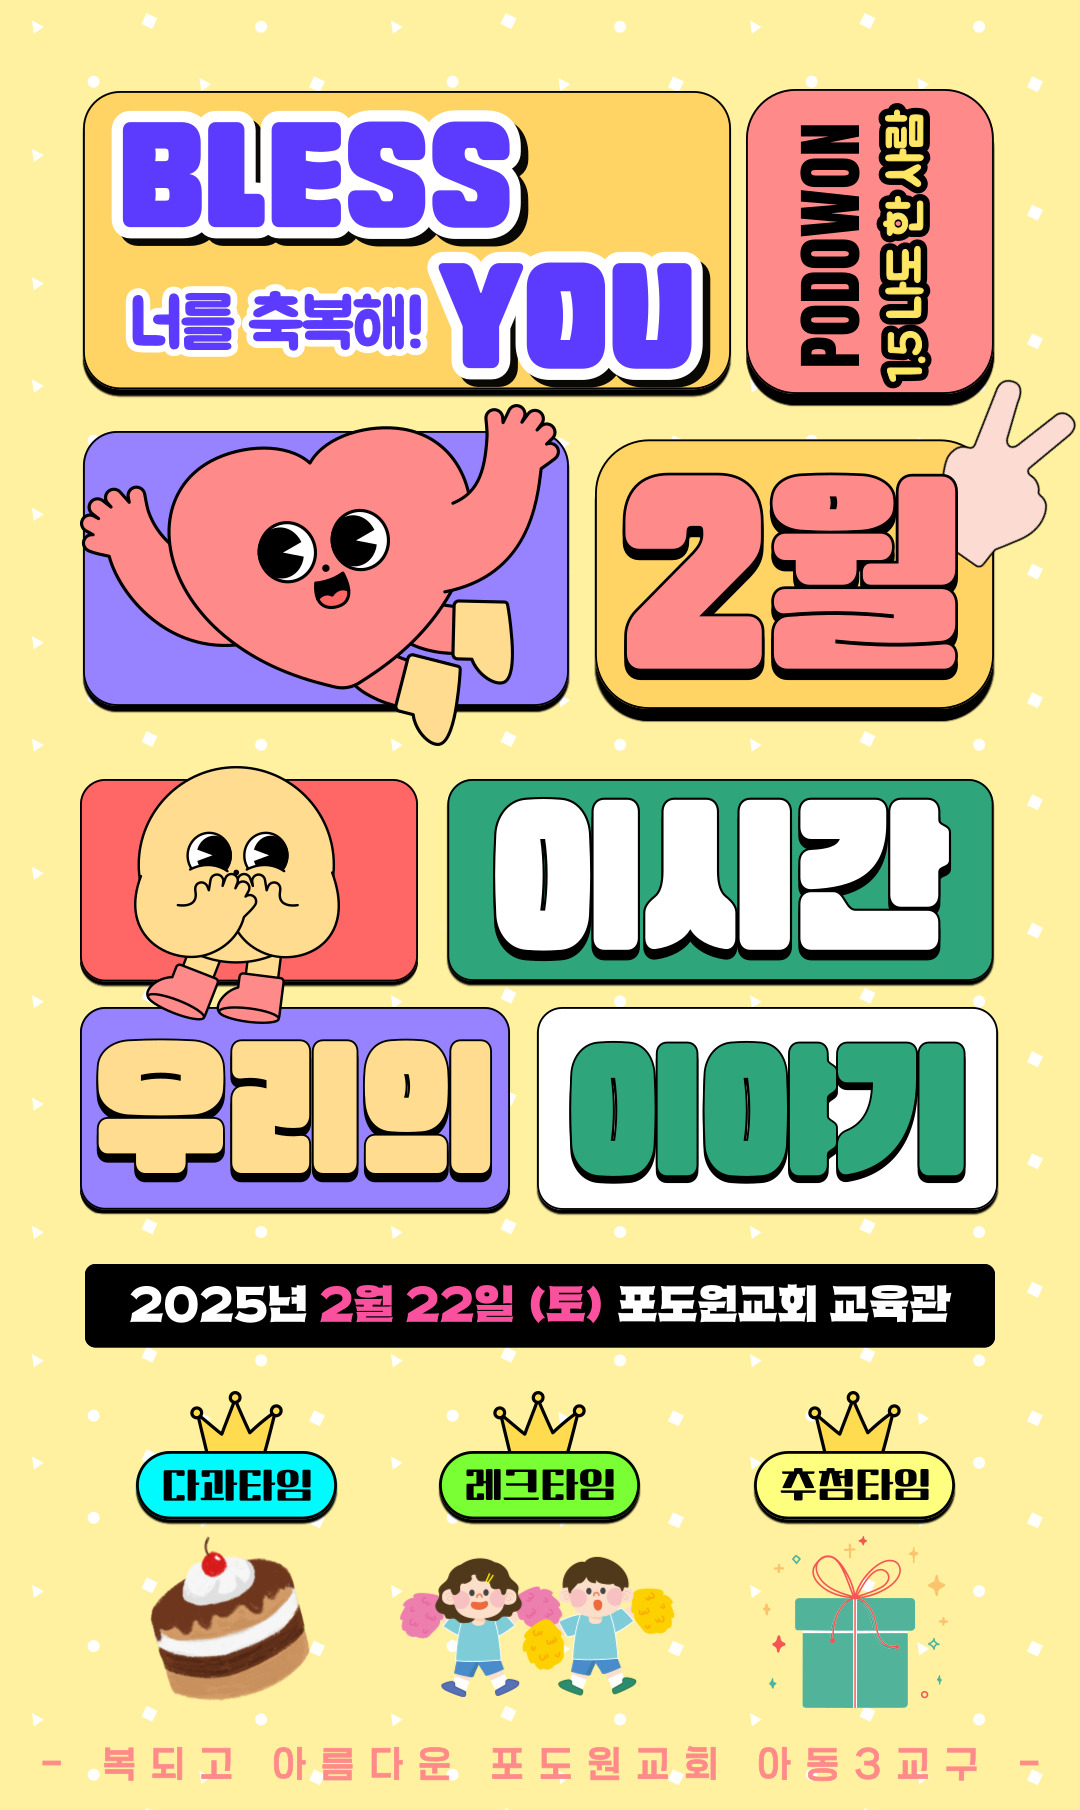 BLESS
너를 축복해! YOU
PODOWON
1.5 나도 한 사람
2월
이시간
우리의
이야기
2025년 2월 22일 (토) 포도원교회 교육관
다과타임
레크타임
추첨타임
- 복되고 아름다운 포도원교회 아동3교구 -